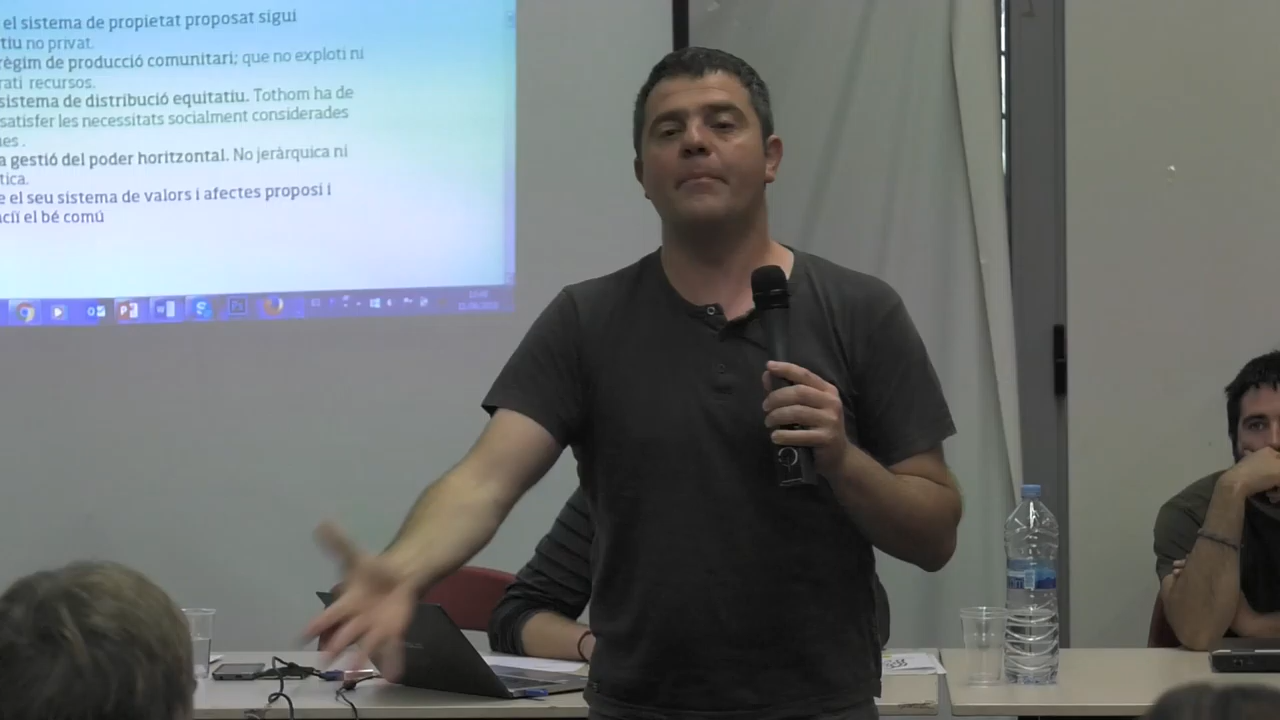 el sistema de propietat proposat sigui
tiu no privat.
règim de producció comunitari; que no exploti ni
rati recursos.
sistema de distribució equitatiu. Tothom ha de
satisfer les necessitats socialment considerades
ues.
a gestió del poder horitzontal. No jeràrquica ni
tica.
e el seu sistema de valors i afectes proposi i
nciï el bé comú